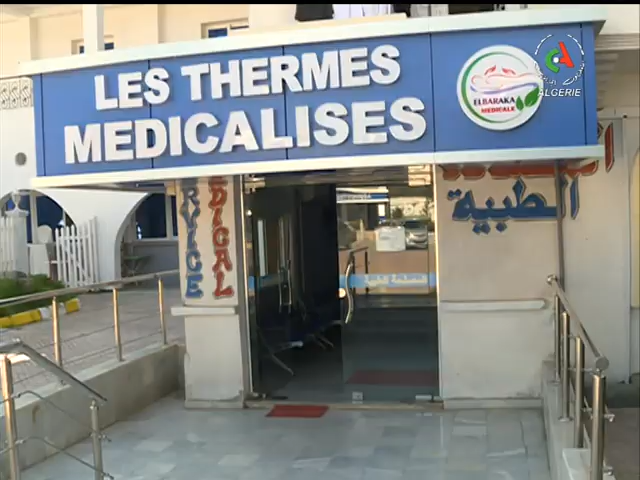 LES THERMES
MEDICALISES
ELBARAKA
MEDICALE
ALGERIE
SERVICE
MEDICAL
الطبية